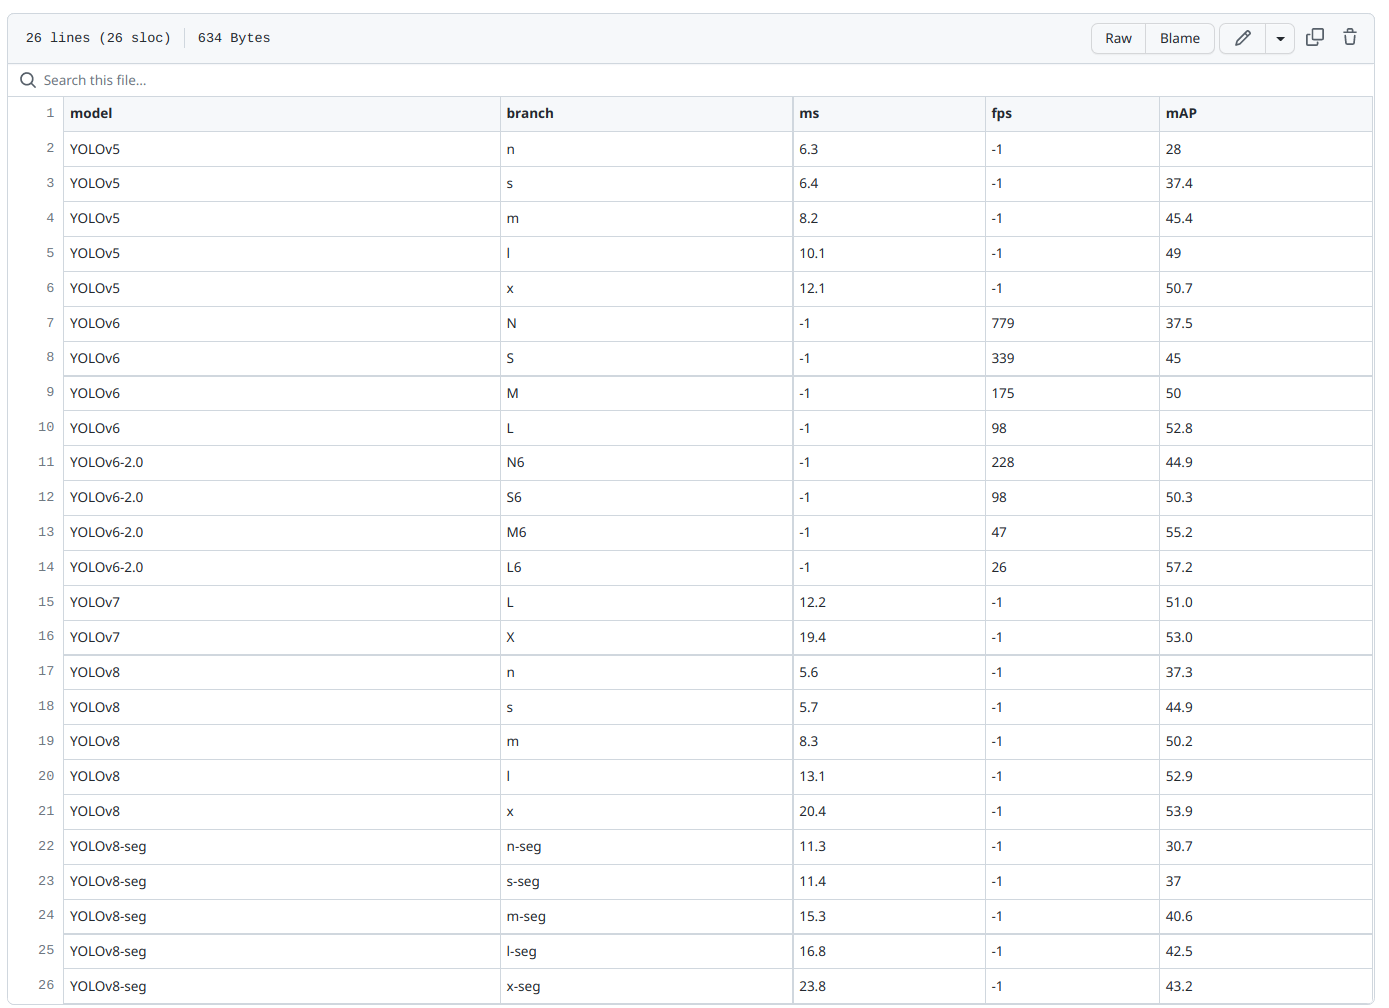 26 lines (26 sloc) 634 Bytes Raw Blame
Search this file...
1 model branch ms fps mAP
2 YOLOv5 n 6.3 -1 28
3 YOLOv5 s 6.4 -1 37.4
4 YOLOv5 m 8.2 -1 45.4
5 YOLOv5 l 10.1 -1 49
6 YOLOv5 x 12.1 -1 50.7
7 YOLOv6 N -1 779 37.5
8 YOLOv6 S -1 339 45
9 YOLOv6 M -1 175 50
10 YOLOv6 L -1 98 52.8
11 YOLOv6-2.0 N6 -1 228 44.9
12 YOLOv6-2.0 S6 -1 98 50.3
13 YOLOv6-2.0 M6 -1 47 55.2
14 YOLOv6-2.0 L6 -1 26 57.2
15 YOLOv7 L 12.2 -1 51.0
16 YOLOv7 X 19.4 -1 53.0
17 YOLOv8 n 5.6 -1 37.3
18 YOLOv8 s 5.7 -1 44.9
19 YOLOv8 m 8.3 -1 50.2
20 YOLOv8 l 13.1 -1 52.9
21 YOLOv8 x 20.4 -1 53.9
22 YOLOv8-seg n-seg 11.3 -1 30.7
23 YOLOv8-seg s-seg 11.4 -1 37
24 YOLOv8-seg m-seg 15.3 -1 40.6
25 YOLOv8-seg l-seg 16.8 -1 42.5
26 YOLOv8-seg x-seg 23.8 -1 43.2